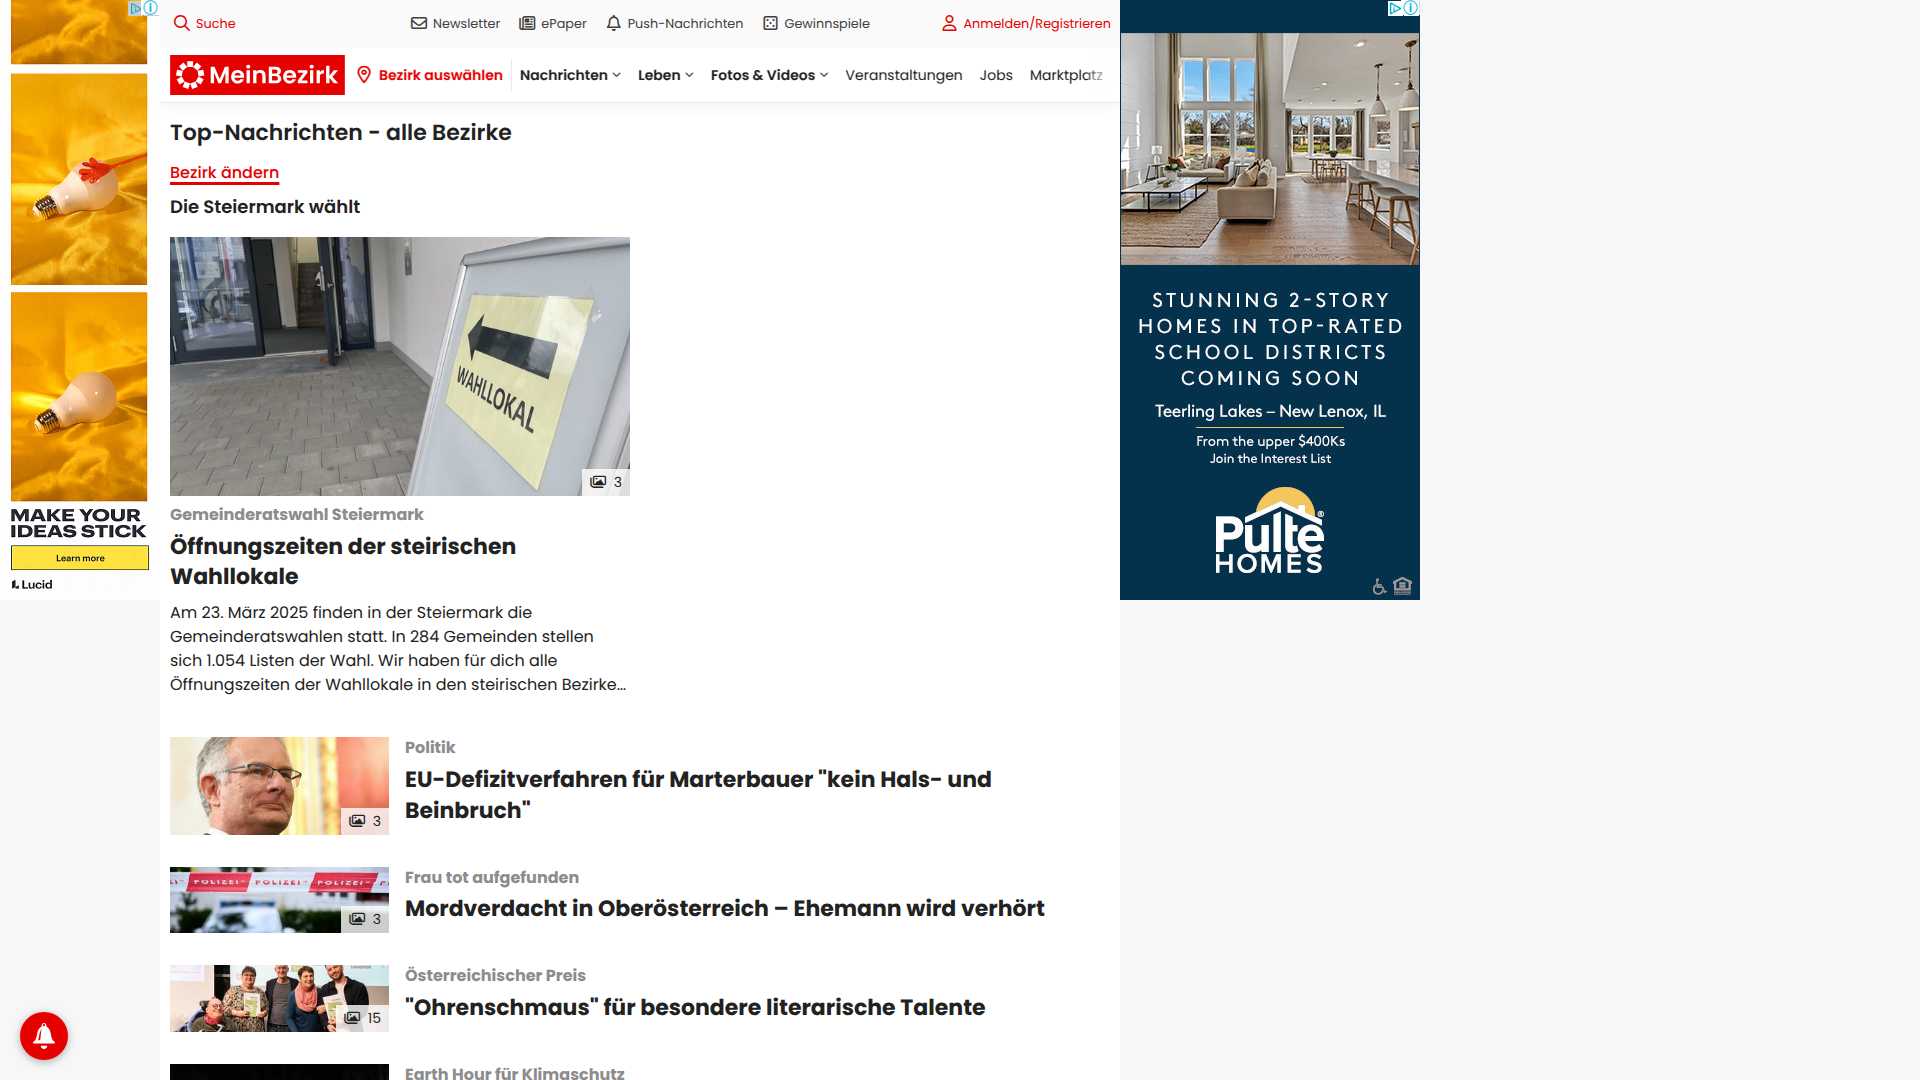 Suche
Newsletter
ePaper
Push-Nachrichten
Gewinnspiele
Anmelden/Registrieren
MeinBezirk
Bezirk auswählen
Nachrichten
Leben
Fotos & Videos
Veranstaltungen
Jobs
Marktplatz
Top-Nachrichten - alle Bezirke
Bezirk ändern
Die Steiermark wählt
WAHLLOKAL
3
Gemeinderatswahl Steiermark
Öffnungszeiten der steirischen
Wahllokale
Am 23. März 2025 finden in der Steiermark die
Gemeinderatswahlen statt. In 284 Gemeinden stellen
sich 1.054 Listen der Wahl. Wir haben für dich alle
Öffnungszeiten der Wahllokale in den steirischen Bezirke...
3
Politik
EU-Defizitverfahren für Marterbauer "kein Hals- und
Beinbruch"
POLIZEI POLIZEI POLIZEI
3
Frau tot aufgefunden
Mordverdacht in Oberösterreich – Ehemann wird verhört
15
Österreichischer Preis
"Ohrenschmaus" für besondere literarische Talente
Earth Hour für Klimaschutz
MAKE YOUR
IDEAS STICK
Learn more
Lucid
STUNNING 2-STORY
HOMES IN TOP-RATED
SCHOOL DISTRICTS
COMING SOON
Teerling Lakes – New Lenox, IL
From the upper $400Ks
Join the Interest List
Pulte®
HOMES